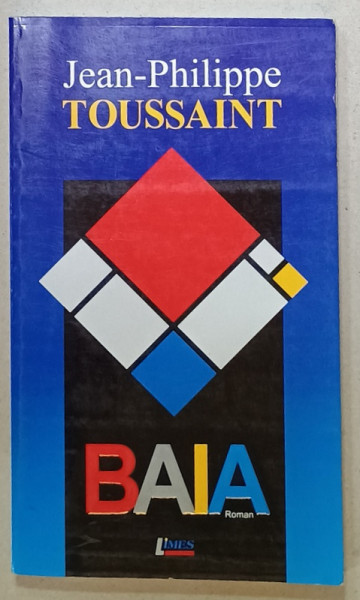 Jean-Philippe
TOUSSAINT
BAIA
Roman
LIMES